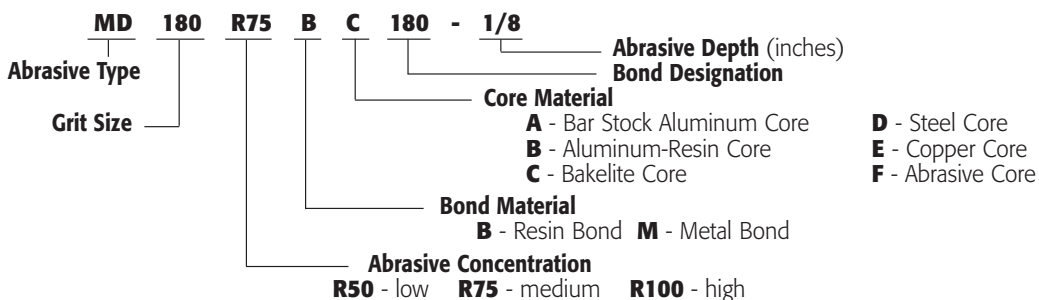 MD 180 R75 B C 180 - 1/8
Abrasive Depth (inches)
Abrasive Type
Bond Designation
Core Material
Grit Size
A - Bar Stock Aluminum Core D - Steel Core
B - Aluminum-Resin Core E - Copper Core
C - Bakelite Core F - Abrasive Core
Bond Material
B - Resin Bond M - Metal Bond
Abrasive Concentration
R50 - low R75 - medium R100 - high